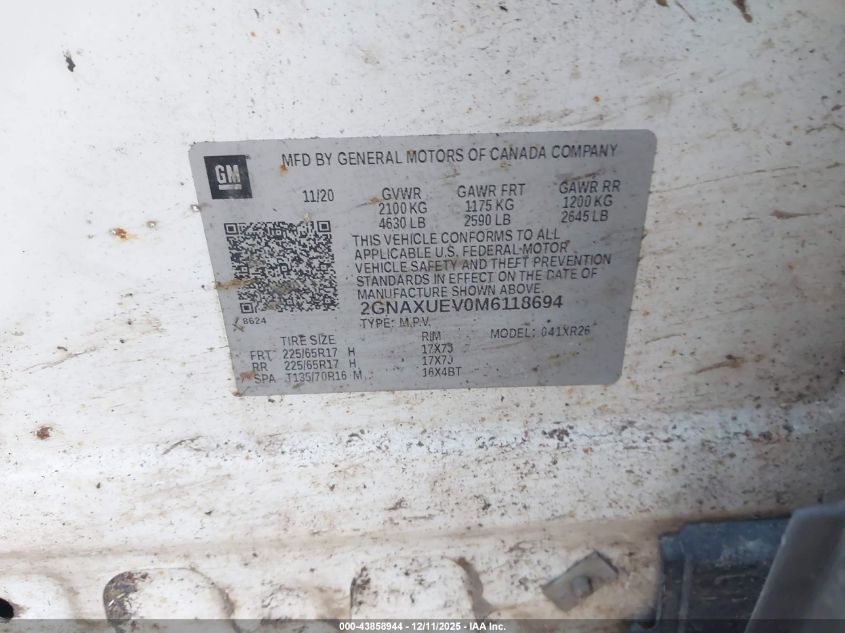 GM
MFD BY GENERAL MOTORS OF CANADA COMPANY
11/20 GVWR GAWR FRT GAWR RR
2100 KG 1175 KG 1200 KG
4630 LB 2590 LB 2645 LB
THIS VEHICLE CONFORMS TO ALL
APPLICABLE U.S. FEDERAL MOTOR
VEHICLE SAFETY AND THEFT PREVENTION
STANDARDS IN EFFECT ON THE DATE OF
MANUFACTURE SHOWN ABOVE.
2GNAXUEV0M6118694
8624
TYPE: M.P.V. MODEL: 041XR26
TIRE SIZE RIM
FRT 225/65R17 H 17X7J
RR 225/65R17 H 17X7J
SPA T135/70R16 M 16X4BT
000-43858944 - 12/11/2025 - IAA Inc.